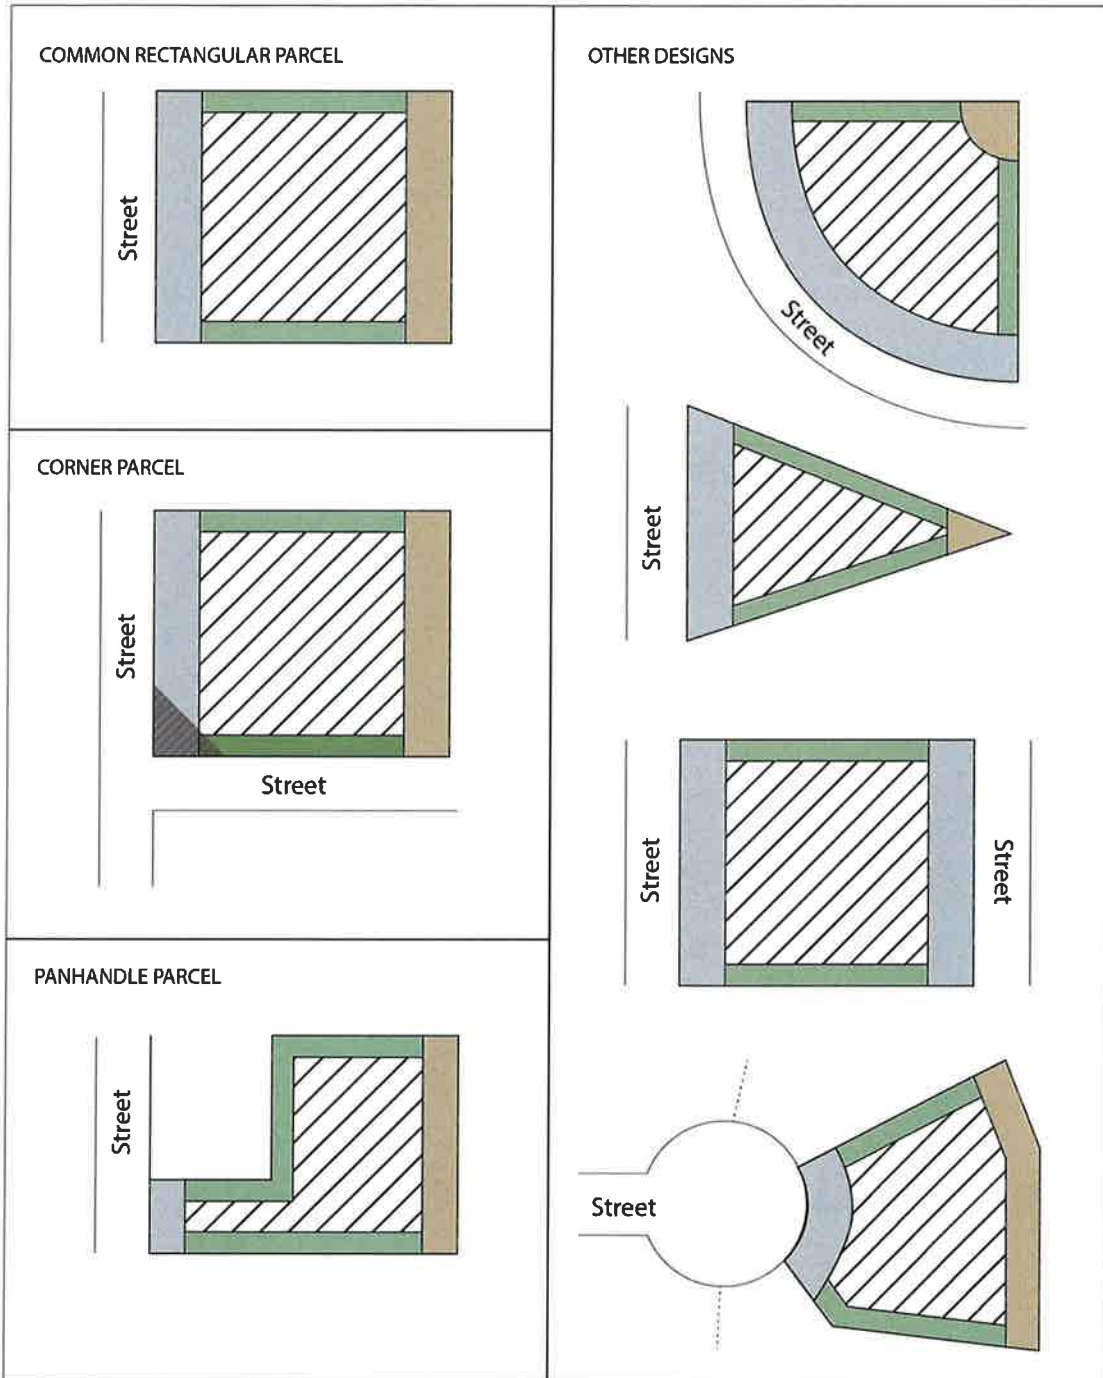 COMMON RECTANGULAR PARCEL
Street
CORNER PARCEL
Street
Street
PANHANDLE PARCEL
Street
OTHER DESIGNS
Street
Street
Street
Street
Street